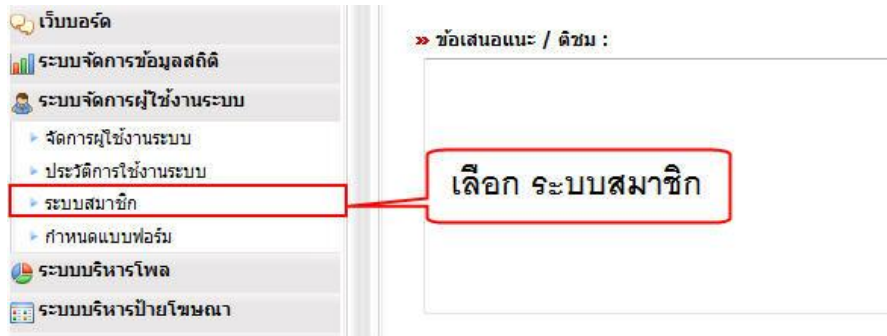 เว็บบอร์ด
ระบบจัดการข้อมูลสถิติ
ระบบจัดการผู้ใช้งานระบบ
จัดการผู้ใช้งานระบบ
ประวัติการใช้งานระบบ
ระบบสมาชิก
กำหนดแบบฟอร์ม
ระบบบริหารโพล
ระบบบริหารป้ายโฆษณา
» ข้อเสนอแนะ / ติชม :
เลือก ระบบสมาชิก